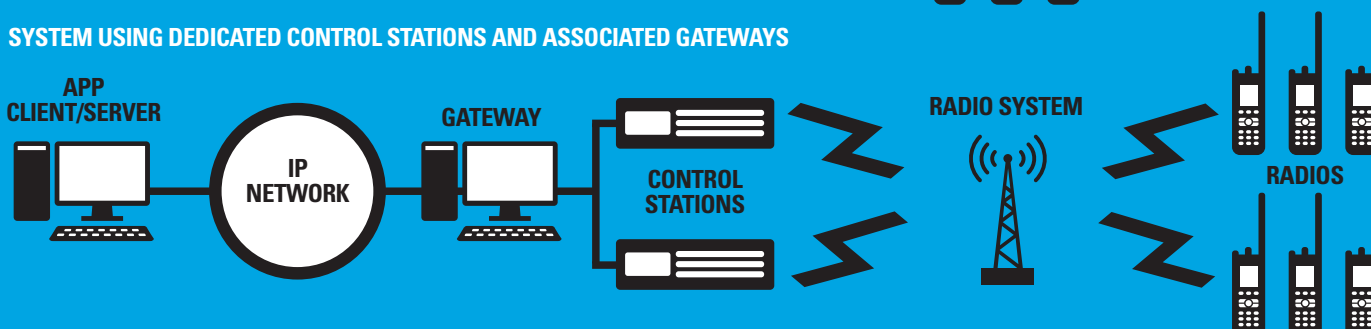 SYSTEM USING DEDICATED CONTROL STATIONS AND ASSOCIATED GATEWAYS
APP
CLIENT/SERVER
IP
NETWORK
GATEWAY
CONTROL
STATIONS
RADIO SYSTEM
RADIOS